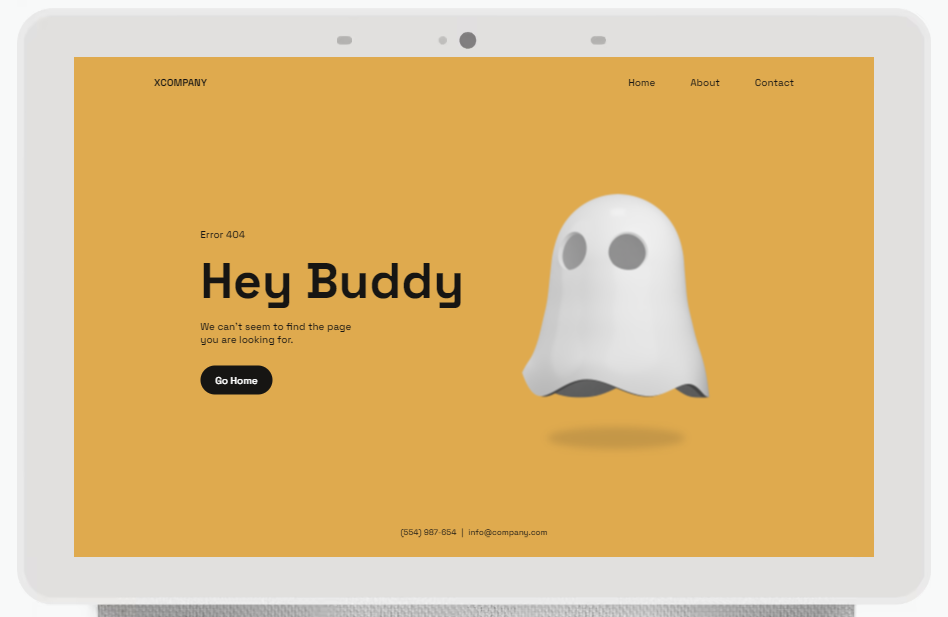 XCOMPANY
Home About Contact
Error 404
Hey Buddy
We can't seem to find the page
you are looking for.
Go Home
(554) 987-654 | info@company.com